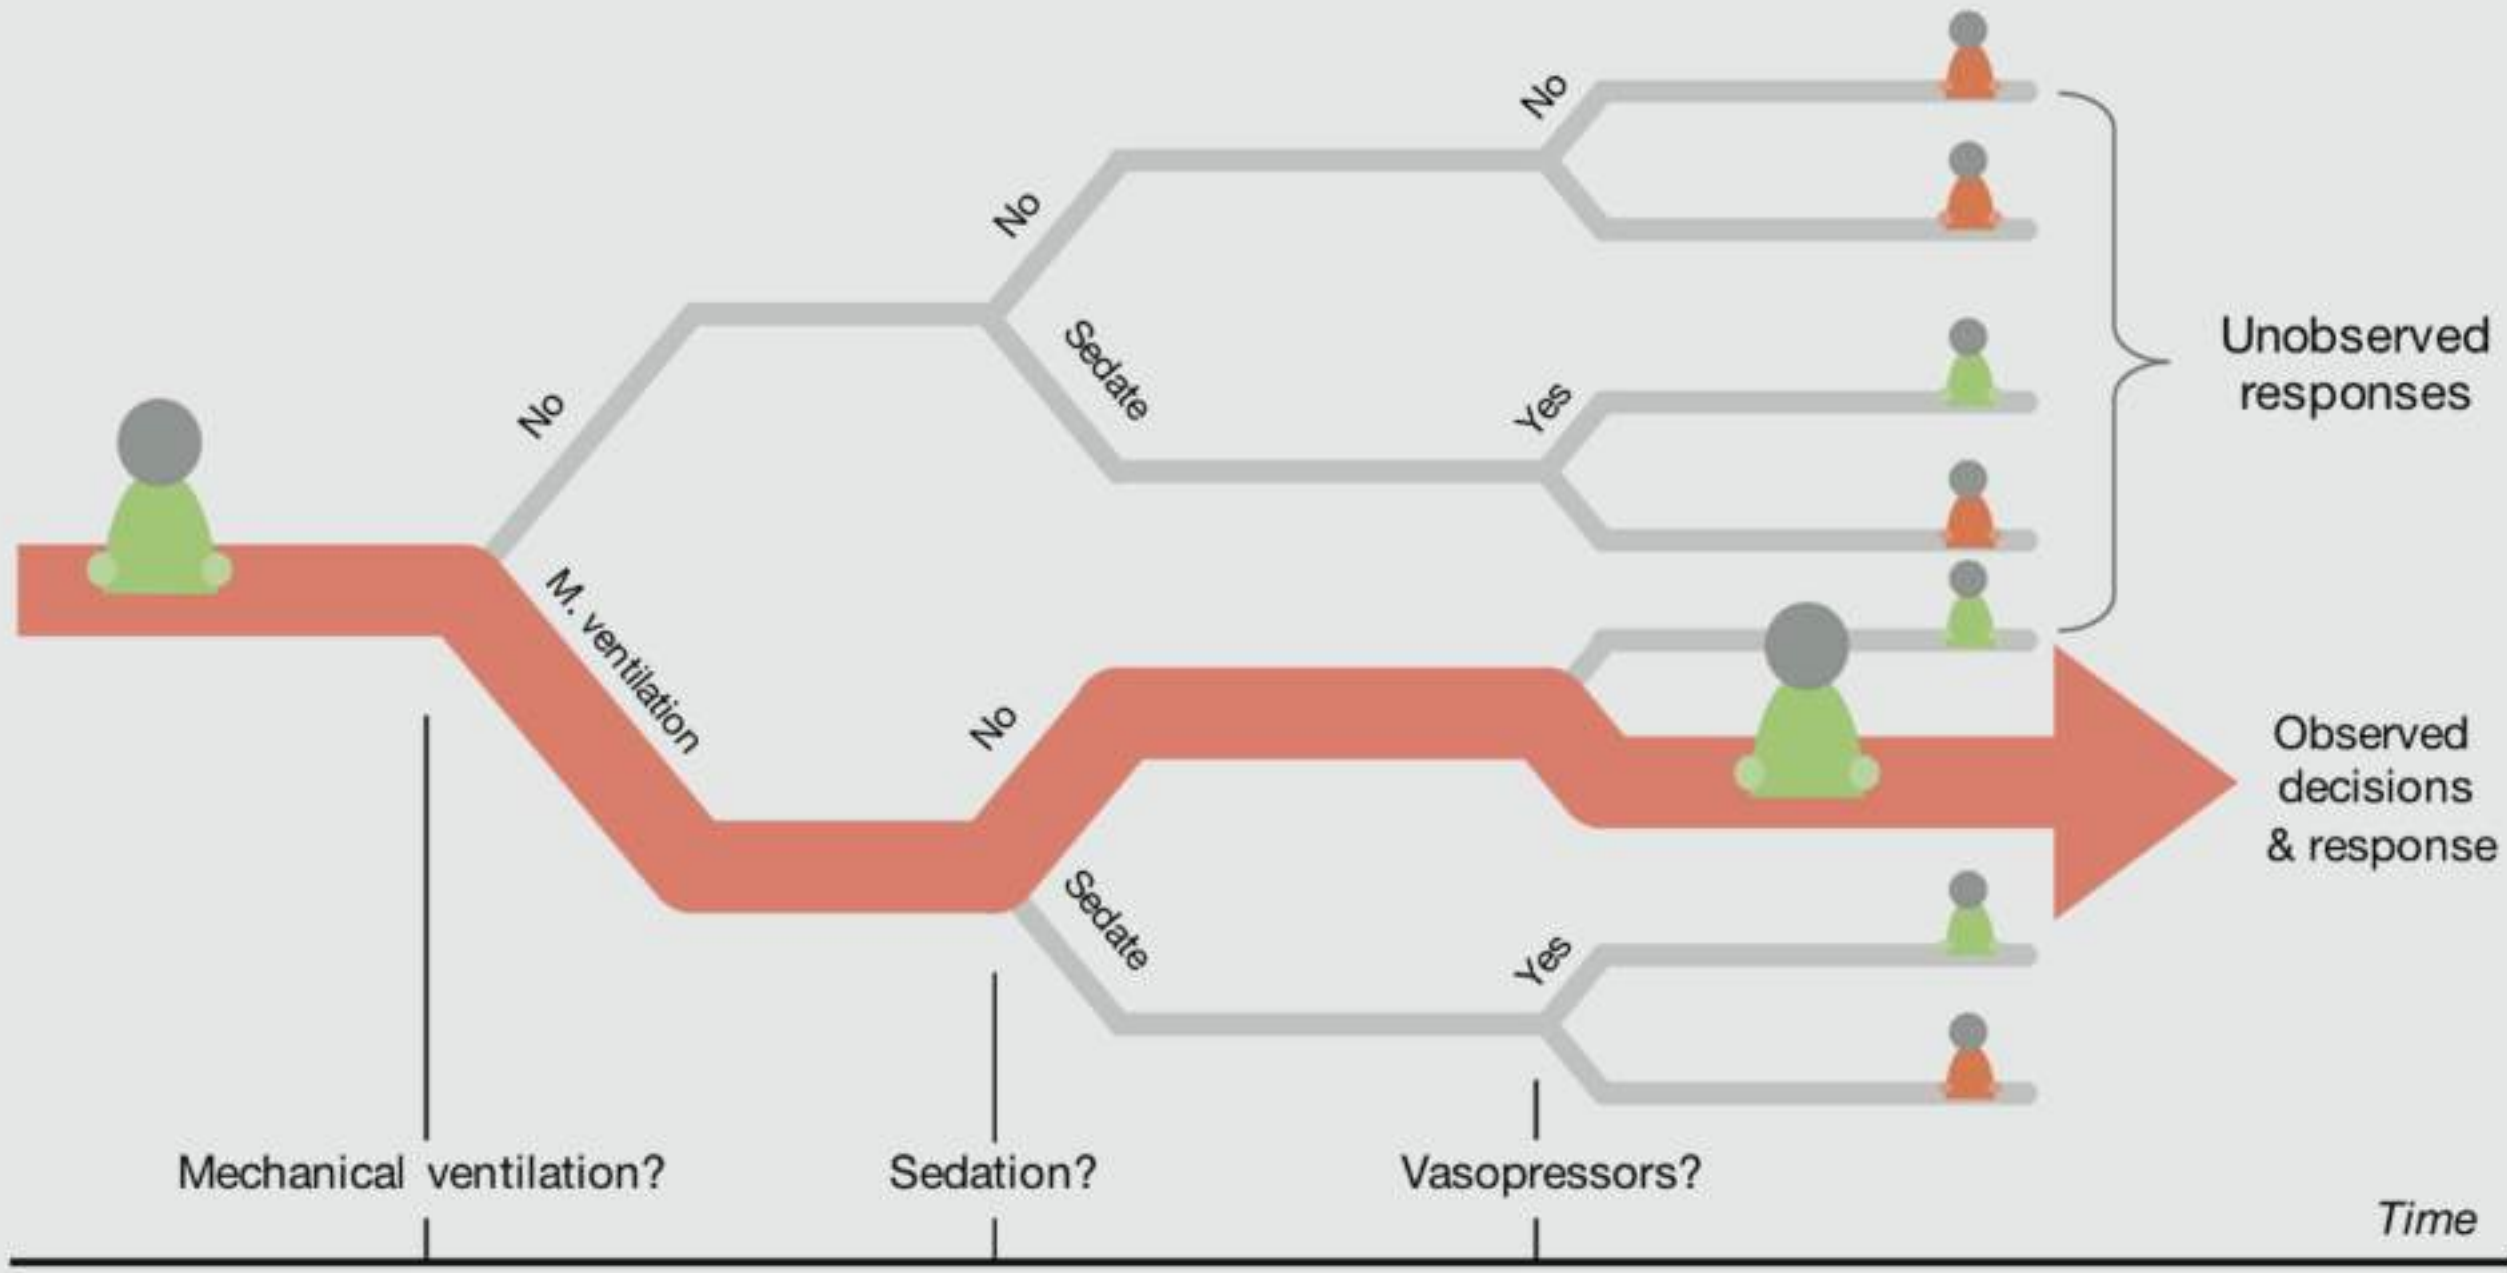 No
No
Sedate
Yes
No
M. ventilation
No
Sedate
Yes
Unobserved
responses
Observed
decisions
& response
Mechanical ventilation?
Sedation?
Vasopressors?
Time